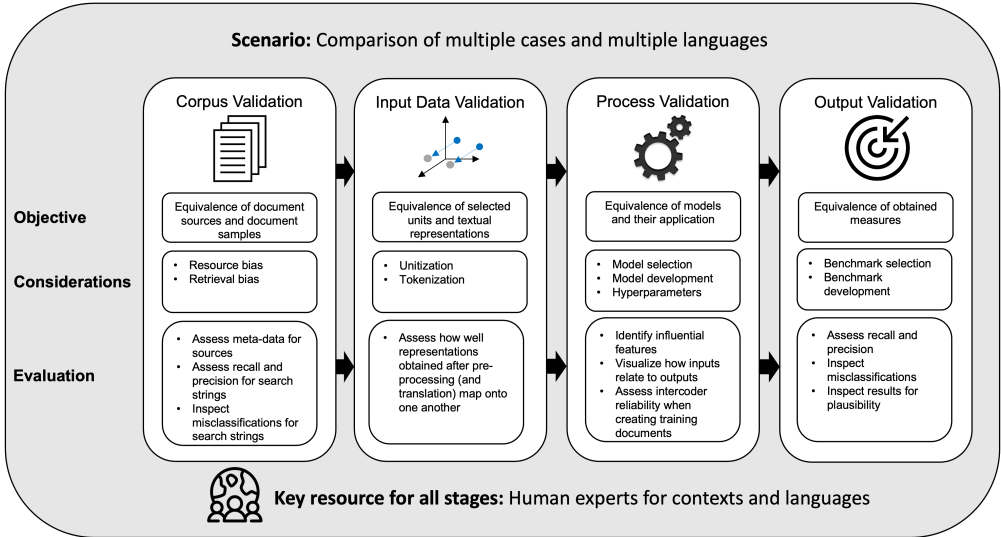 Scenario: Comparison of multiple cases and multiple languages
Corpus Validation
Input Data Validation
Process Validation
Output Validation
Objective
Equivalence of document
sources and document
samples
Equivalence of selected
units and textual
representations
Equivalence of models
and their application
Equivalence of obtained
measures
Considerations
• Resource bias
• Retrieval bias
• Unitization
• Tokenization
• Model selection
• Model development
• Hyperparameters
• Benchmark selection
• Benchmark
development
Evaluation
• Assess meta-data for
sources
• Assess recall and
precision for search
strings
• Inspect
misclassifications for
search strings
• Assess how well
representations
obtained after pre-
processing (and
translation) map onto
one another
• Identify influential
features
• Visualize how inputs
relate to outputs
• Assess intercoder
reliability when
creating training
documents
• Assess recall and
precision
• Inspect
misclassifications
• Inspect results for
plausibility
Key resource for all stages: Human experts for contexts and languages